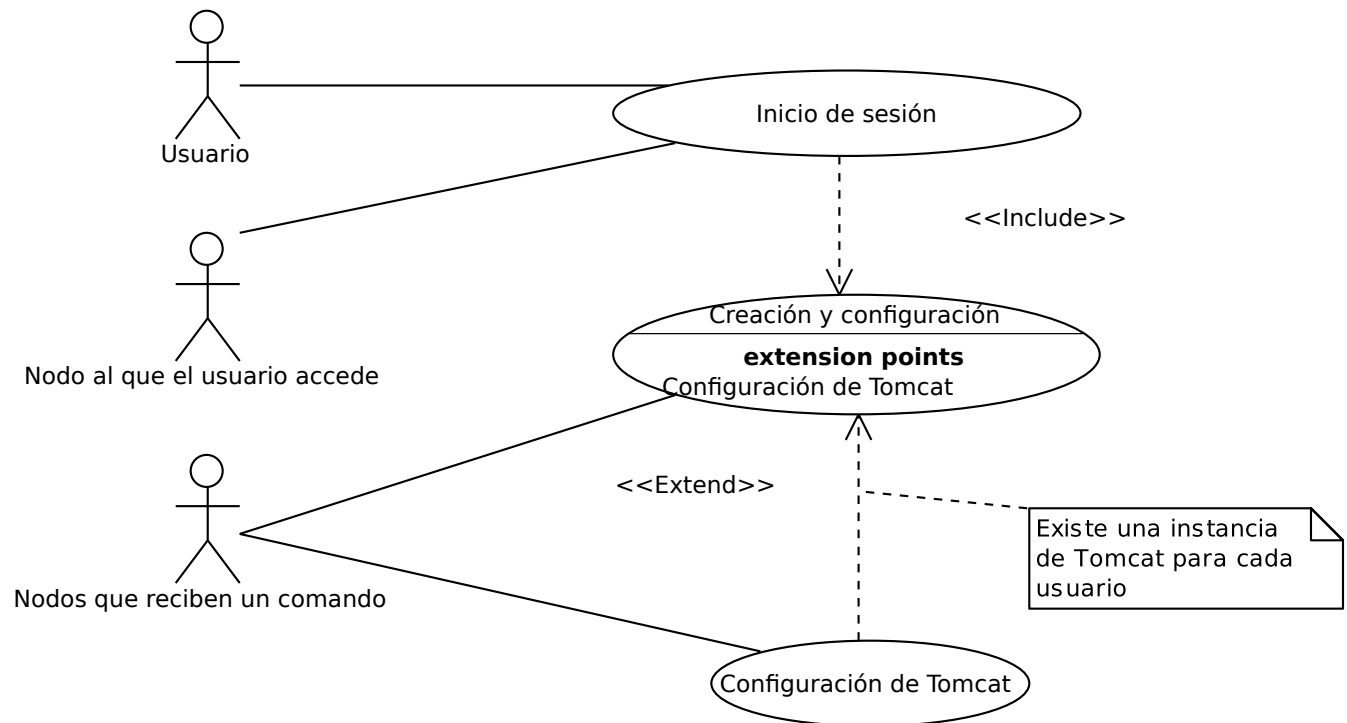 Usuario
Inicio de sesión
<<Include>>
Nodo al que el usuario accede
Creación y configuración
extension points
Configuración de Tomcat
<<Extend>>
Nodos que reciben un comando
Existe una instancia
de Tomcat para cada
usuario
Configuración de Tomcat